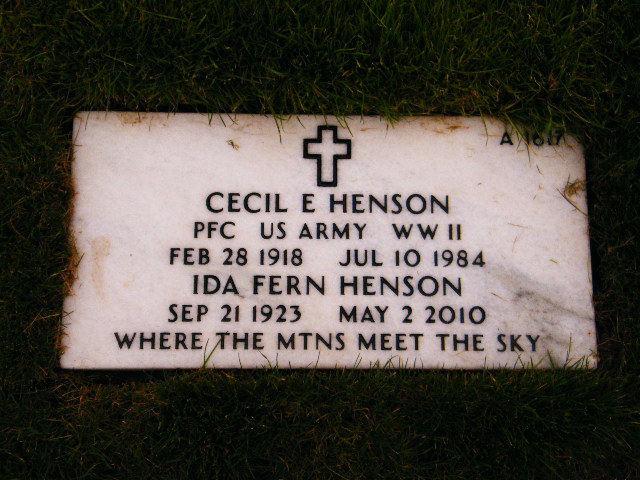 A 1617
CECIL E HENSON
PFC US ARMY WW II
FEB 28 1918 JUL 10 1984
IDA FERN HENSON
SEP 21 1923 MAY 2 2010
WHERE THE MTNS MEET THE SKY